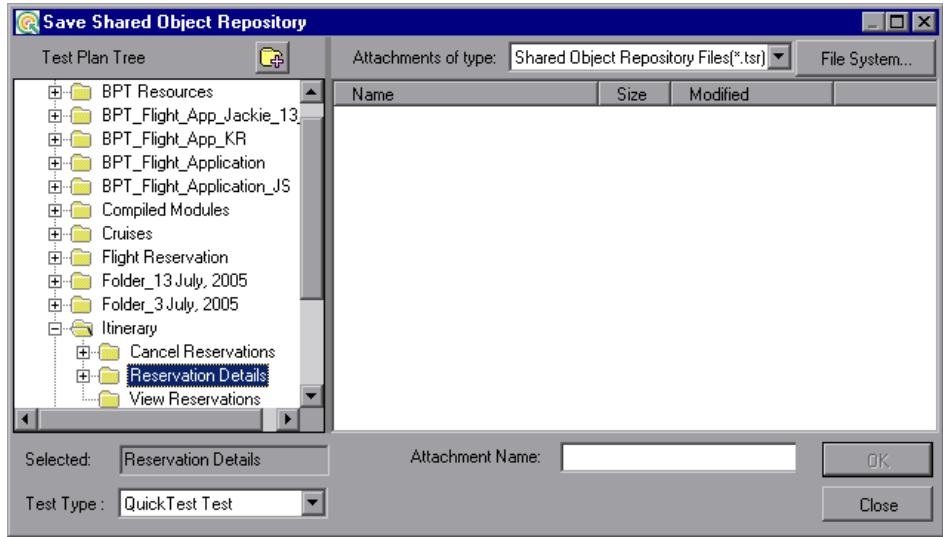 Save Shared Object Repository
Test Plan Tree
Attachments of type: Shared Object Repository Files(*.tsr) File System...
Name Size Modified
BPT Resources
BPT_Flight_App_Jackie_13_
BPT_Flight_App_KR
BPT_Flight_Application
BPT_Flight_Application_JS
Compiled Modules
Cruises
Flight Reservation
Folder_13 July, 2005
Folder_3 July, 2005
Itinerary
Cancel Reservations
Reservation Details
View Reservations
Selected: Reservation Details
Attachment Name:
OK
Test Type : QuickTest Test
Close